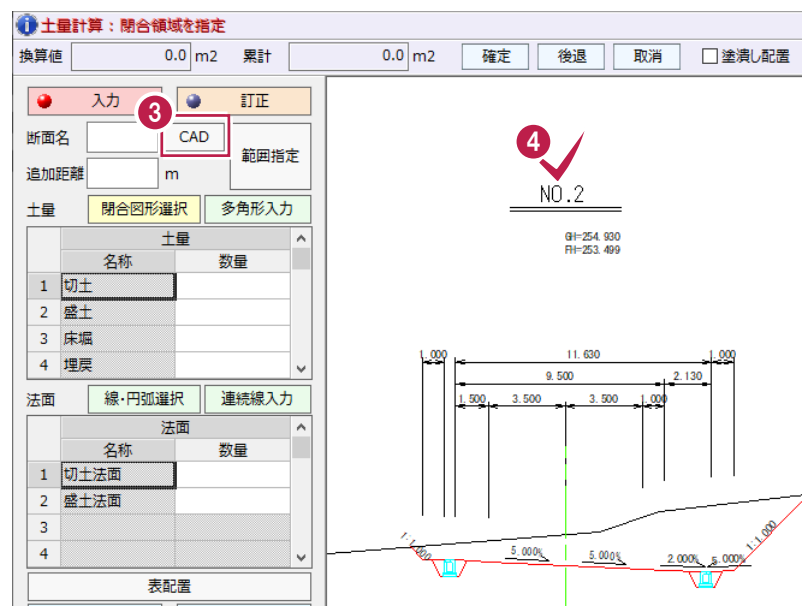 土量計算：閉合領域を指定
換算値 0.0 m2 累計 0.0 m2 確定 後退 取消 塗潰し配置
入力 訂正
3
断面名 CAD 範囲指定
追加距離 m
土量 閉合図形選択 多角形入力
土量
名称 数量
1 切土
2 盛土
3 床堀
4 埋戻
法面 線・円弧選択 連続線入力
法面
名称 数量
1 切土法面
2 盛土法面
3
4
表配置
4
NO.2
GH=254.930
FH=253.499
1.000 11.630 1.000
9.500 2.130
1.500 3.500 3.500 1.000
1:1.000 5.000% 5.000% 2.000% 5.000% 1:1.000